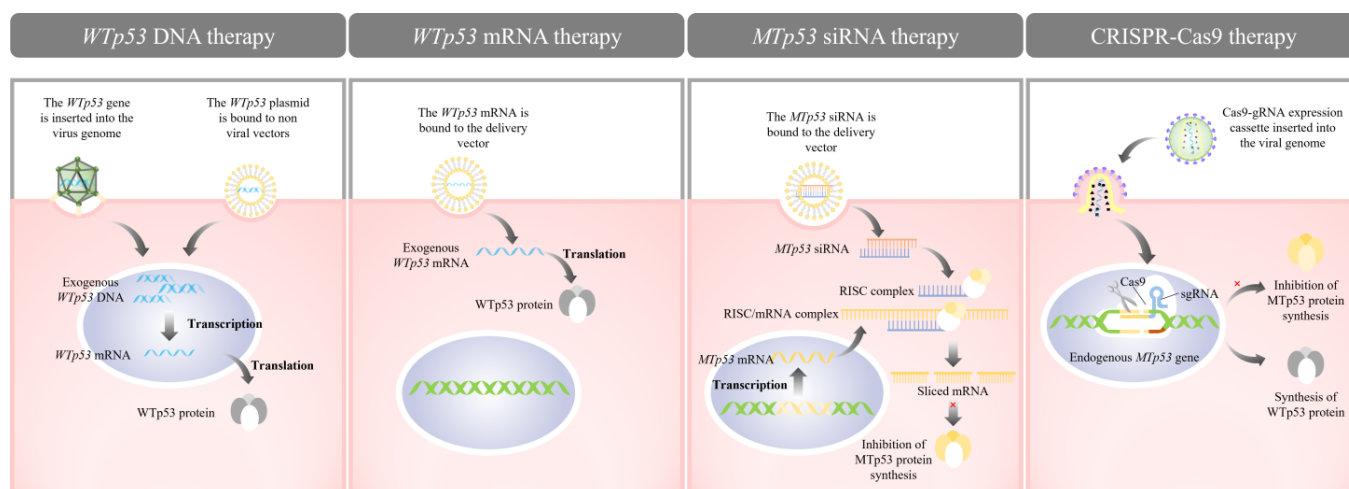 WTp53 DNA therapy
The WTp53 gene
is inserted into the
virus genome
The WTp53 plasmid
is bound to non
viral vectors
Exogenous
WTp53 DNA
Transcription
WTp53 mRNA
Translation
WTp53 protein
WTp53 mRNA therapy
The WTp53 mRNA is
bound to the delivery
vector
Exogenous
WTp53 mRNA
Translation
WTp53 protein
MTp53 siRNA therapy
The MTp53 siRNA is
bound to the delivery
vector
MTp53 siRNA
RISC complex
RISC/mRNA complex
MTp53 mRNA
Transcription
Sliced mRNA
Inhibition of
MTp53 protein
synthesis
CRISPR-Cas9 therapy
Cas9-gRNA expression
cassette inserted into
the viral genome
Cas9
sgRNA
Endogenous MTp53 gene
Inhibition of
MTp53 protein
synthesis
Synthesis of
WTp53 protein